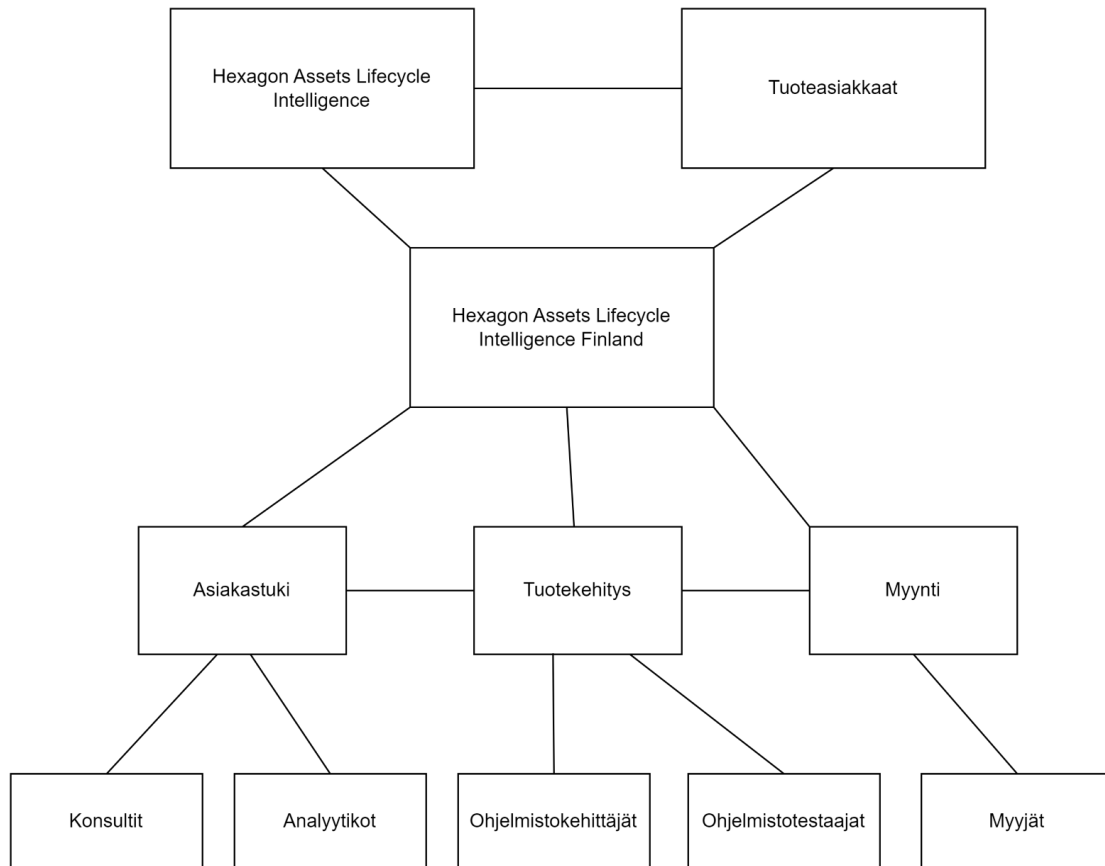 Hexagon Assets Lifecycle
Intelligence
Tuoteasiakkaat
Hexagon Assets Lifecycle
Intelligence Finland
Asiakastuki
Tuotekehitys
Myynti
Konsultit
Analyytikot
Ohjelmistokehittäjät
Ohjelmistotestaajat
Myyjät